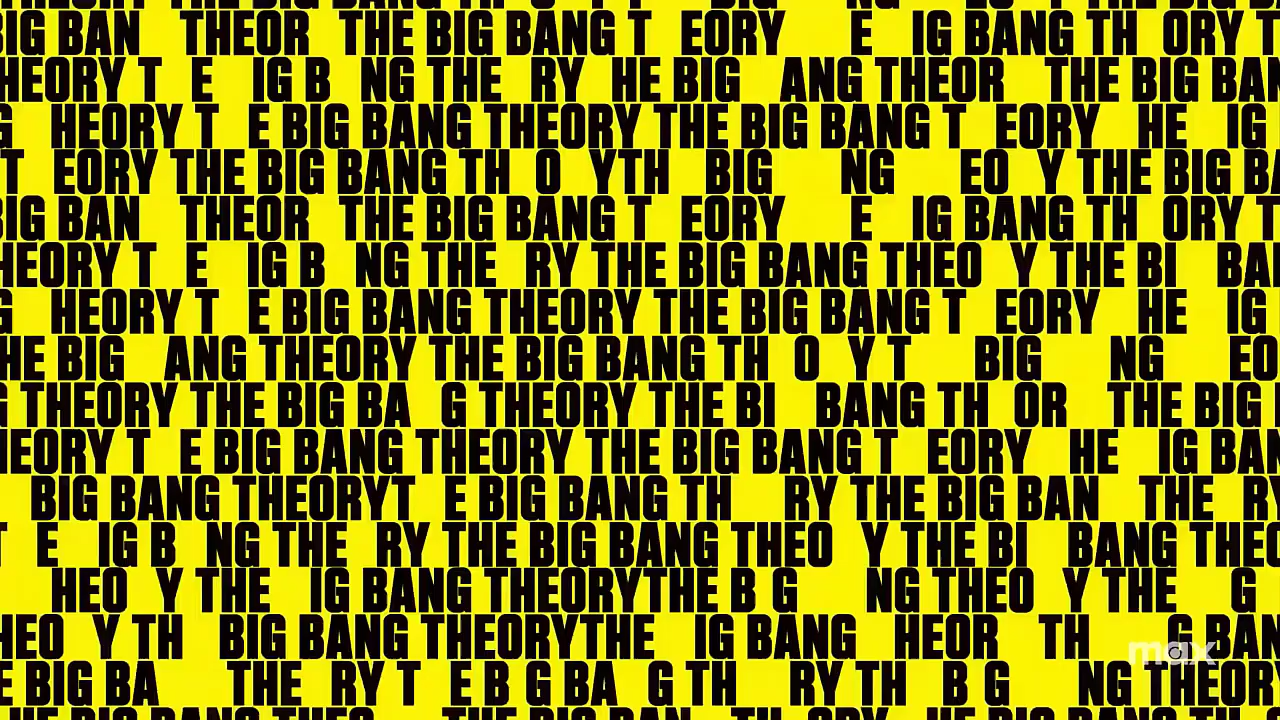 IG BAN THEOR THE BIG BANG T EORY E IG BANG TH ORY T
HEORY T E IG B NG THE RY HE BIG ANG THEOR THE BIG BAN
G HEORY T E BIG BANG THEORY THE BIG BANG T EORY HE IG
T EORY THE BIG BANG TH O YTH BIG NG EO Y THE BIG BA
BIG BAN THEOR THE BIG BANG T EORY E IG BANG TH ORY T
HEORY T E IG B NG THE RY THE BIG BANG THEO Y THE BI BAN
G HEORY T E BIG BANG THEORY THE BIG BANG T EORY HE IG
HE BIG ANG THEORY THE BIG BANG TH O Y T BIG NG EO
G THEORY THE BIG BA G THEORY THE BI BANG TH OR THE BIG
HEORY T E BIG BANG THEORY THE BIG BANG T EORY HE IG BAN
BIG BANG THEORYT E BIG BANG TH RY THE BIG BAN THE RY
T E IG B NG THE RY THE BIG BANG THEO Y THE BI BANG THEO
HEO Y THE IG BANG THEORYTHE B G NG THEO Y THE G
HEO Y TH BIG BANG THEORYTHE IG BANG HEOR TH G BAN
max
E BIG BA THE RY T E B G BA G TH RY TH B G NG THEOR